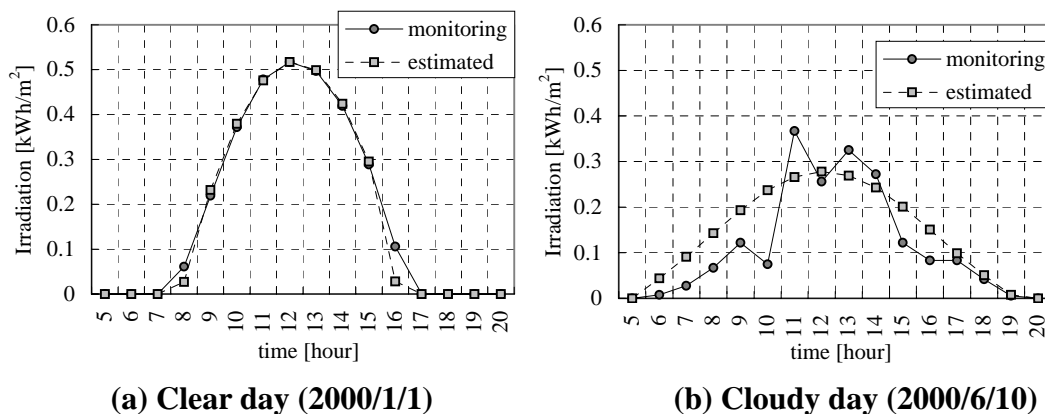 monitoring
estimated
Irradiation [kWh/m²]
0.6
0.5
0.4
0.3
0.2
0.1
0
5 6 7 8 9 10 11 12 13 14 15 16 17 18 19 20
time [hour]
(a) Clear day (2000/1/1)
monitoring
estimated
Irradiation [kWh/m²]
0.6
0.5
0.4
0.3
0.2
0.1
0
5 6 7 8 9 10 11 12 13 14 15 16 17 18 19 20
time [hour]
(b) Cloudy day (2000/6/10)